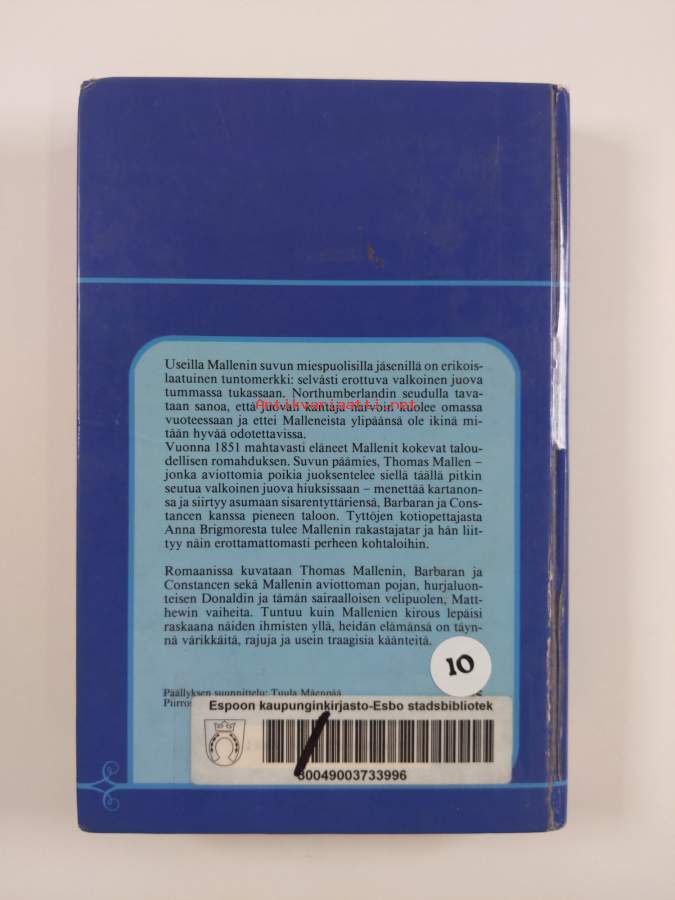 Useilla Mallenin suvun miespuolisilla jäsenillä on erikois-
laatuinen tuntomerkki: selvästi erottuva valkoinen juova
tummassa tukassaan. Northumberlandin seudulla tava-
taan sanoa, että juovan kantaja harvoin kuolee omassa
vuoteessaan ja ettei Malleneista ylipäänsä ole ikinä mi-
tään hyvää odotettavissa.
Antikvariaatti.net
Vuonna 1851 mahtavasti eläneet Mallenit kokevat talou-
dellisen romahduksen. Suvun päämies, Thomas Mallen –
jonka aviottomia poikia juoksentelee siellä täällä pitkin
seutua valkoinen juova hiuksissaan – menettää kartanon-
sa ja siirtyy asumaan sisarentyttäriensä, Barbaran ja Cons-
tancen kanssa pieneen taloon. Tyttöjen kotiopettajasta
Anna Brigmoresta tulee Mallenin rakastajatar ja hän liit-
tyy näin erottamattomasti perheen kohtaloihin.
Romaanissa kuvataan Thomas Mallenin, Barbaran ja
Constancen sekä Mallenin aviottoman pojan, hurjaluon-
teisen Donaldin ja tämän sairaalloisen velipuolen, Matt-
hewin vaiheita. Tuntuu kuin Mallenien kirous lepäisi
raskaana näiden ihmisten yllä, heidän elämänsä on täyn-
nä värikkäitä, rajuja ja usein traagisia käänteitä.
10
Päällyksen suunnittelu: Tuula Mäenpää
Espoon kaupunginkirjasto-Esbo stadsbibliotek
30049003733996